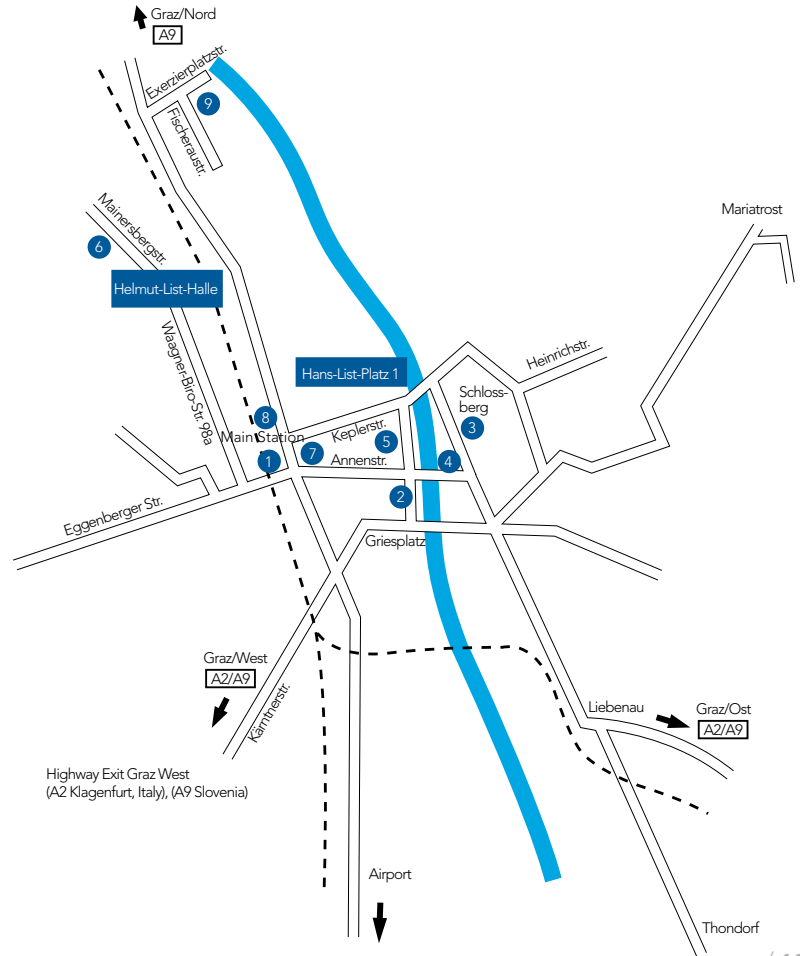 Graz/Nord
A9
Exerzierplatzstr.
9
Fischeraustr.
Mainersbergstr.
6
Mariatrost
Helmut-List-Halle
Waagner-Biro-Str. 98a
Hans-List-Platz 1
Heinrichstr.
Schloss-
berg
3
8
Keplerstr.
Main Station
5
7
Annenstr.
4
1
2
Eggenberger Str.
Griesplatz
Graz/West
A2/A9
Kärntnerstr.
Liebenau
Graz/Ost
A2/A9
Highway Exit Graz West
(A2 Klagenfurt, Italy), (A9 Slovenia)
Airport
Thondorf